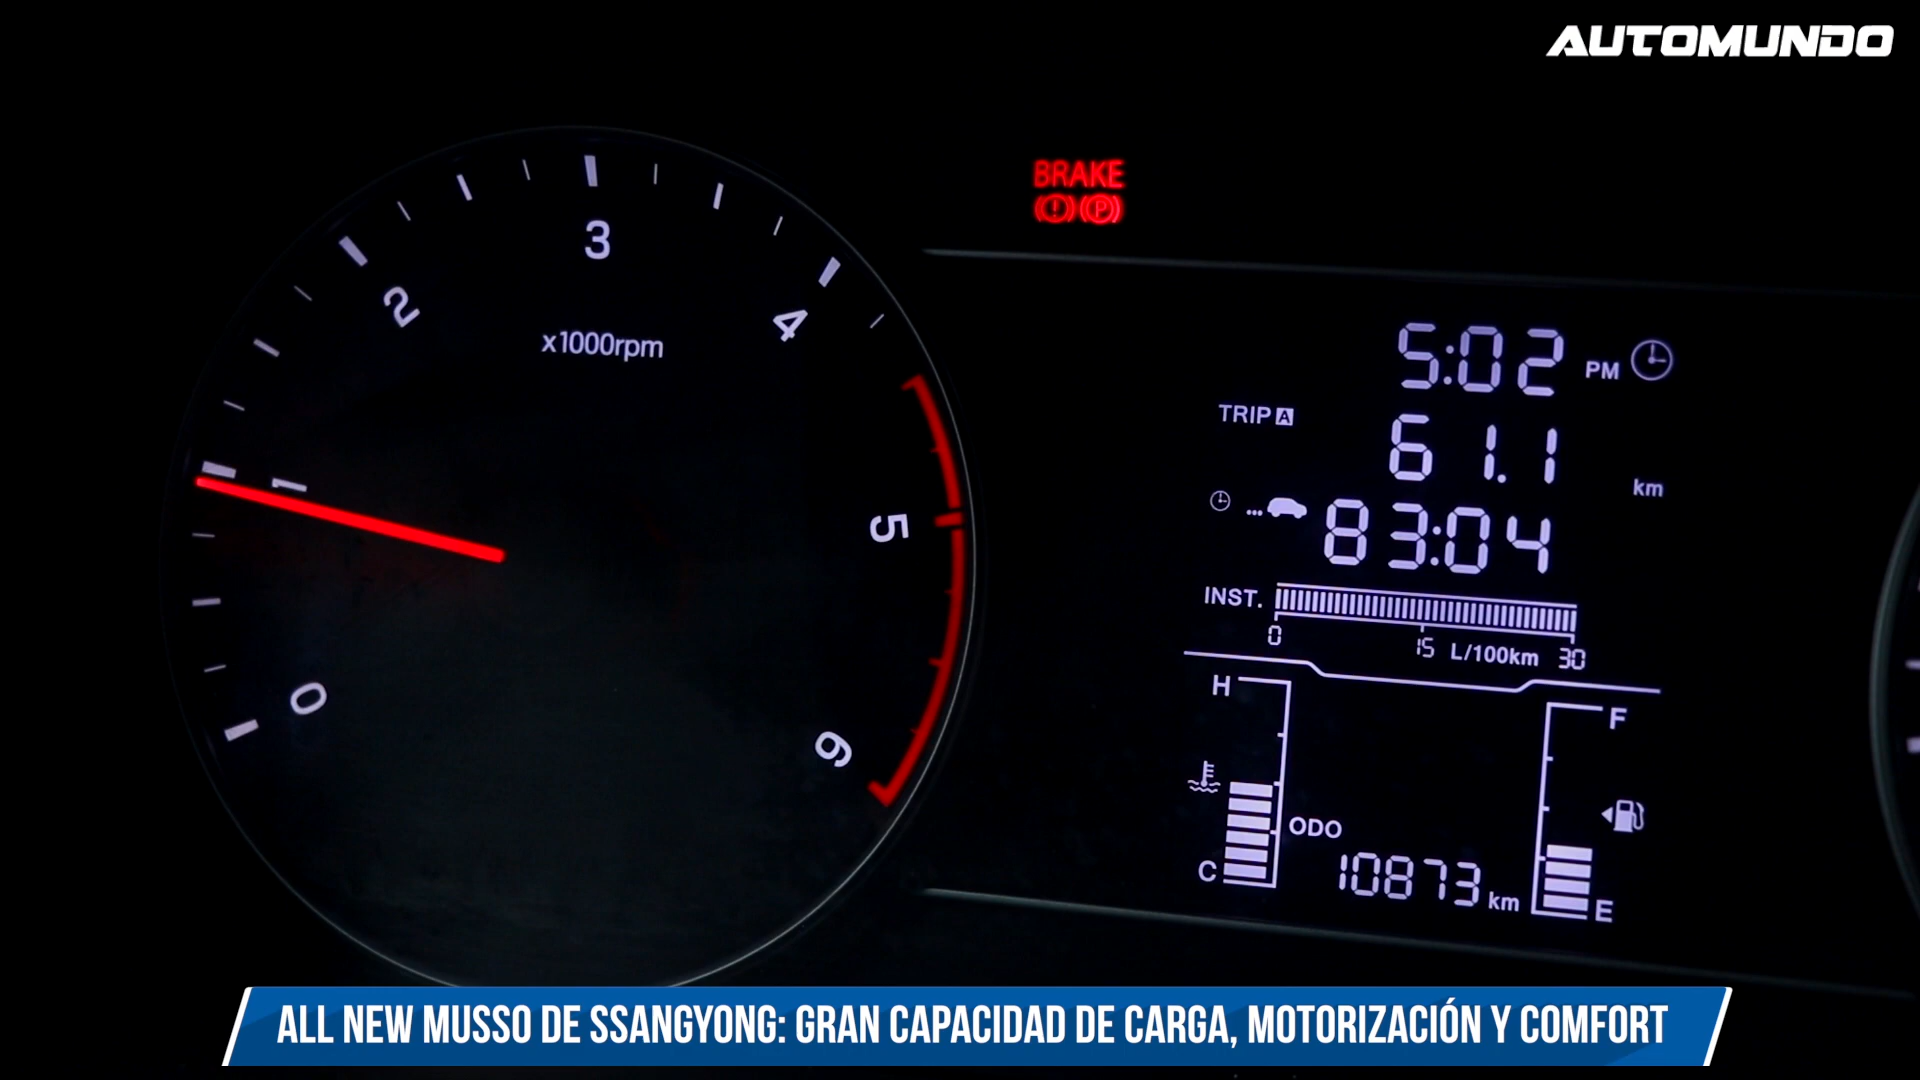 AUTOMUNDO
BRAKE
(!) (P)
3
2
4
x1000rpm
1
5
0
6
5:02 PM
TRIP A
61.1 km
... 83:04
INST.
0 15 L/100km 30
H
F
ODO
C
10873 km
E
ALL NEW MUSSO DE SSANGYONG: GRAN CAPACIDAD DE CARGA, MOTORIZACIÓN Y COMFORT